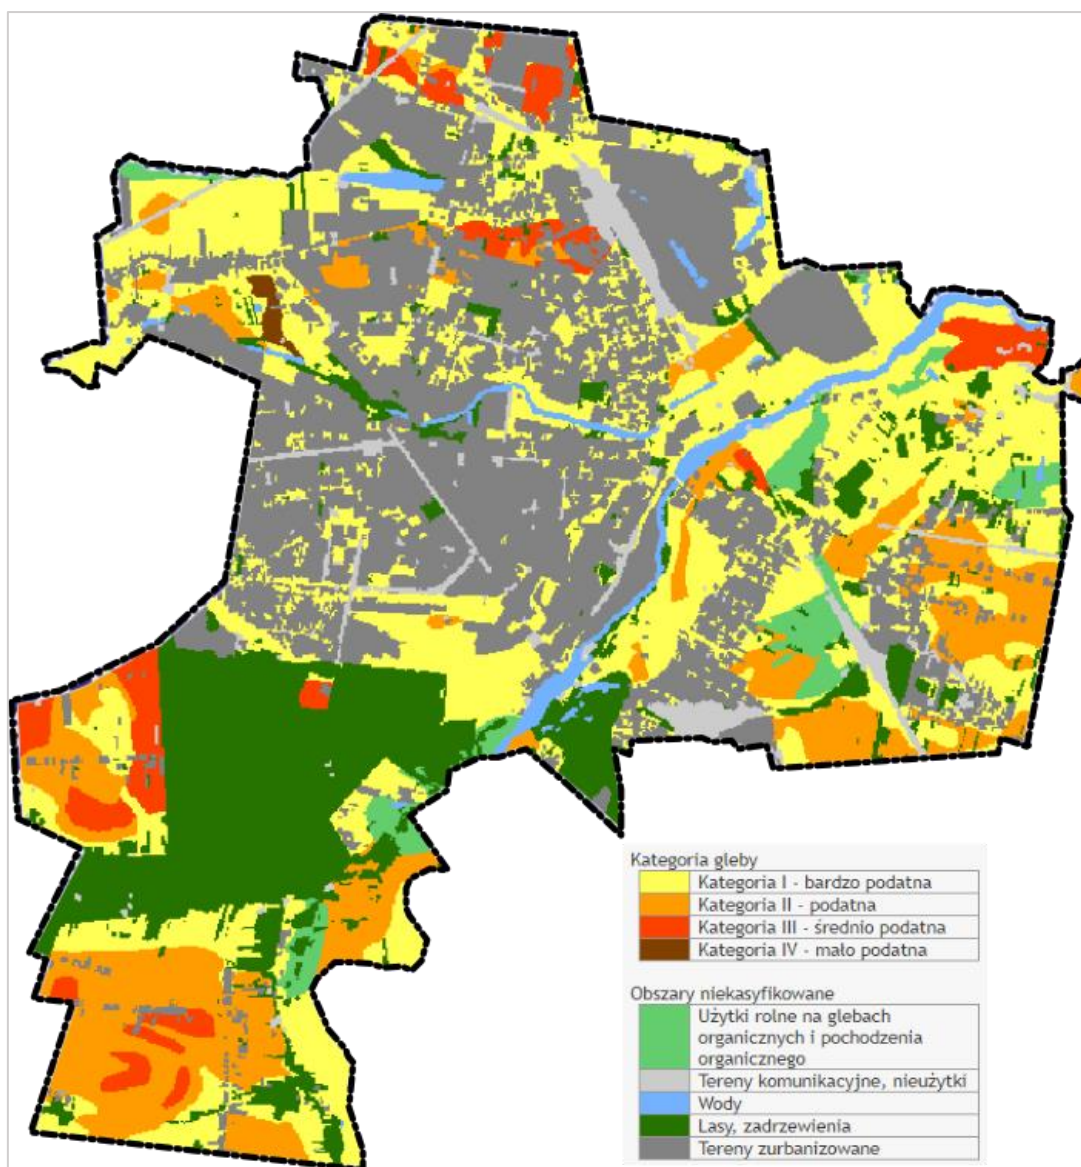 Kategoria gleby
Kategoria I - bardzo podatna
Kategoria II - podatna
Kategoria III - średnio podatna
Kategoria IV - mało podatna
Obszary niekasyfikowane
Użytki rolne na glebach
organicznych i pochodzenia
organicznego
Tereny komunikacyjne, nieużytki
Wody
Lasy, zadrzewienia
Tereny zurbanizowane